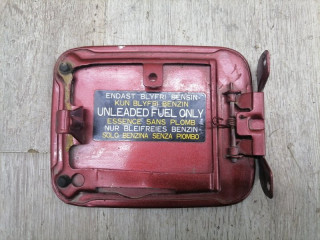 ENDAST BLYFRI BENSIN-
KUN BLYFRI BENZIN
UNLEADED FUEL ONLY
ESSENCE SANS PLOMB
NUR BLEIFREIES BENZIN-
SOLO BENZINA SENZA PIOMBO